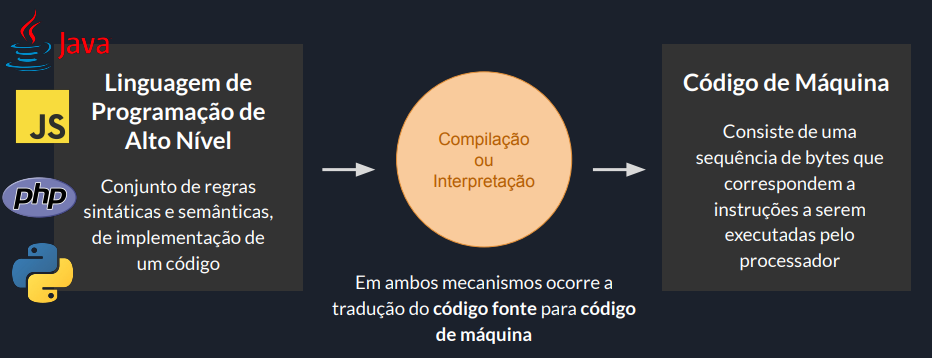 Java
JS
php
Linguagem de
Programação de
Alto Nível
Conjunto de regras
sintáticas e semânticas,
de implementação de
um código
Compilação
ou
Interpretação
Em ambos mecanismos ocorre a
tradução do código fonte para código
de máquina
Código de Máquina
Consiste de uma
sequência de bytes que
correspondem a
instruções a serem
executadas pelo
processador